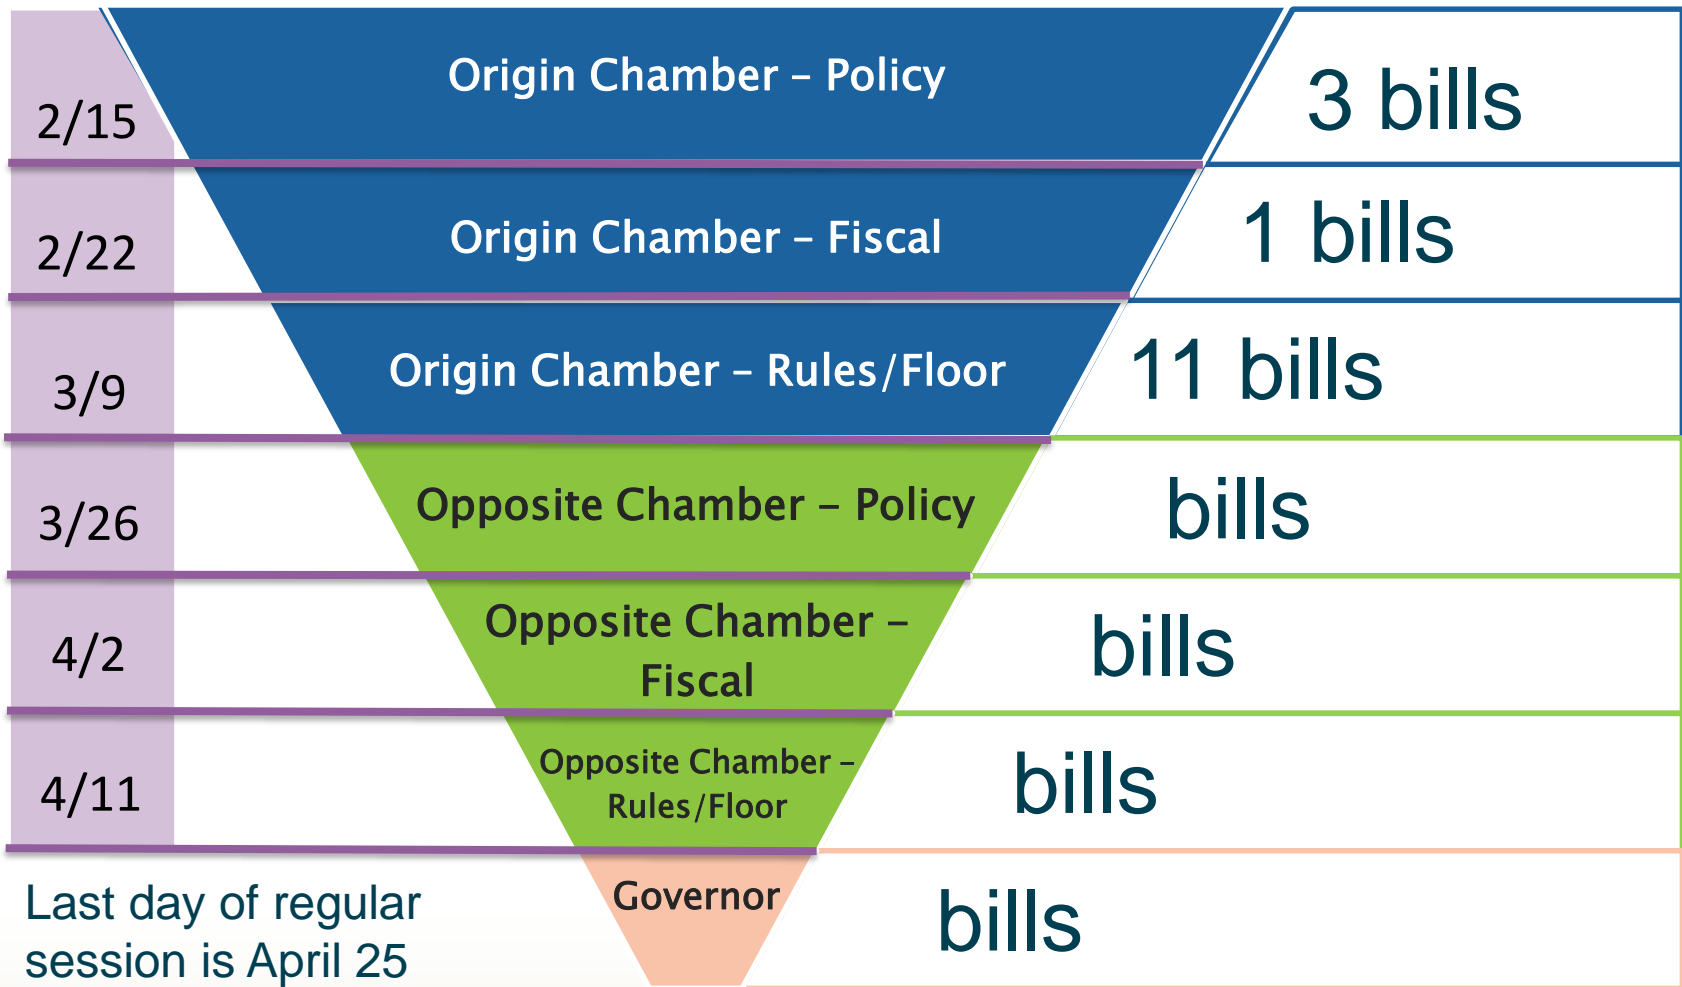 Origin Chamber – Policy
2/15
3 bills
Origin Chamber – Fiscal
2/22
1 bills
Origin Chamber – Rules/Floor
3/9
11 bills
Opposite Chamber – Policy
3/26
bills
Opposite Chamber –
Fiscal
4/2
bills
Opposite Chamber –
Rules/Floor
4/11
bills
Governor
bills
Last day of regular
session is April 25